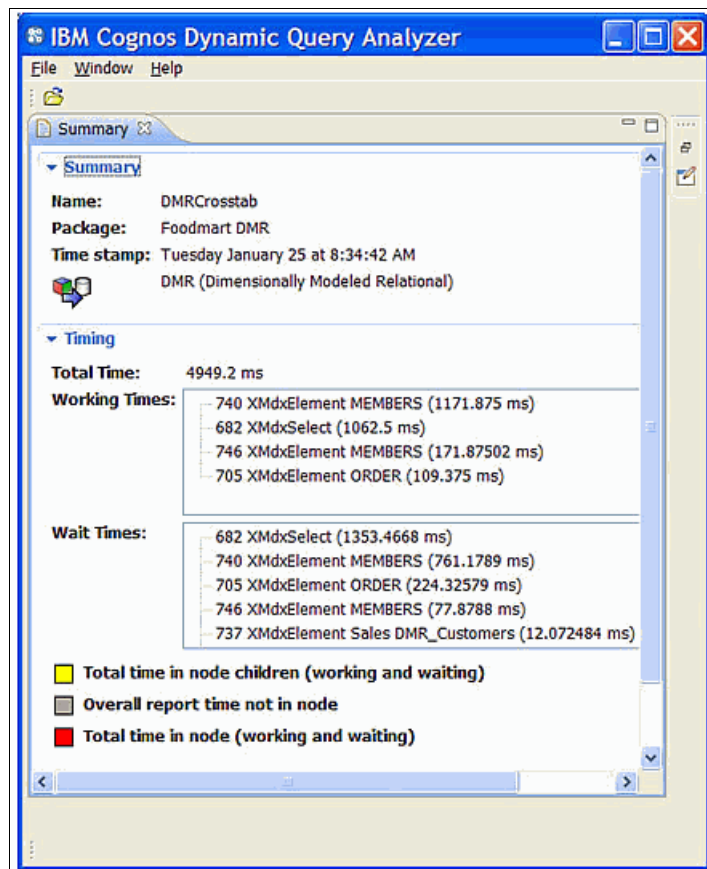 IBM Cognos Dynamic Query Analyzer
File Window Help
Summary
Summary
Name: DMRCrosstab
Package: Foodmart DMR
Time stamp: Tuesday January 25 at 8:34:42 AM
DMR (Dimensionally Modeled Relational)
Timing
Total Time: 4949.2 ms
Working Times:
740 XMdxElement MEMBERS (1171.875 ms)
682 XMdxSelect (1062.5 ms)
746 XMdxElement MEMBERS (171.87502 ms)
705 XMdxElement ORDER (109.375 ms)
Wait Times:
682 XMdxSelect (1353.4668 ms)
740 XMdxElement MEMBERS (761.1789 ms)
705 XMdxElement ORDER (224.32579 ms)
746 XMdxElement MEMBERS (77.8788 ms)
737 XMdxElement Sales DMR_Customers (12.072484 ms)
Total time in node children (working and waiting)
Overall report time not in node
Total time in node (working and waiting)